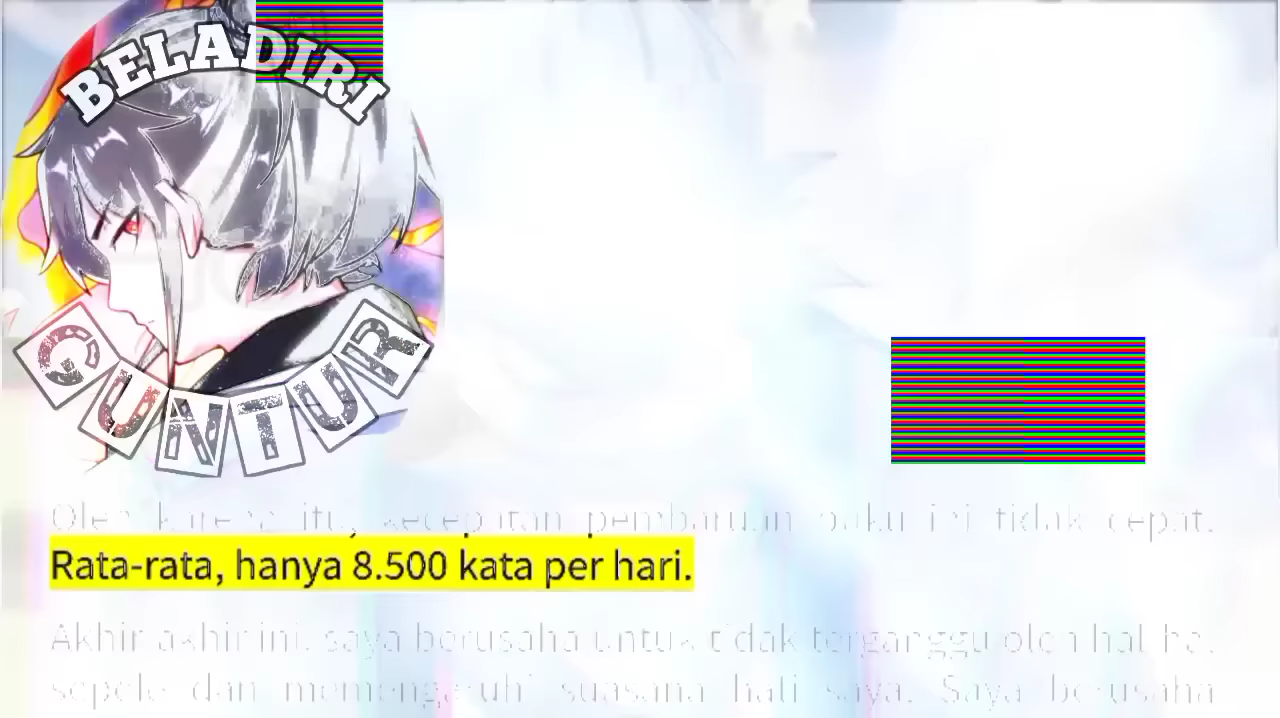 BELADIRI
GUNTUR
Oleh karena itu, kecepatan pembaruan buku ini tidak cepat.
Rata-rata, hanya 8.500 kata per hari.
Akhir-akhir ini, saya berusaha untuk tidak terganggu oleh hal-hal
sepele dan memengaruhi suasana hati saya. Saya berusaha